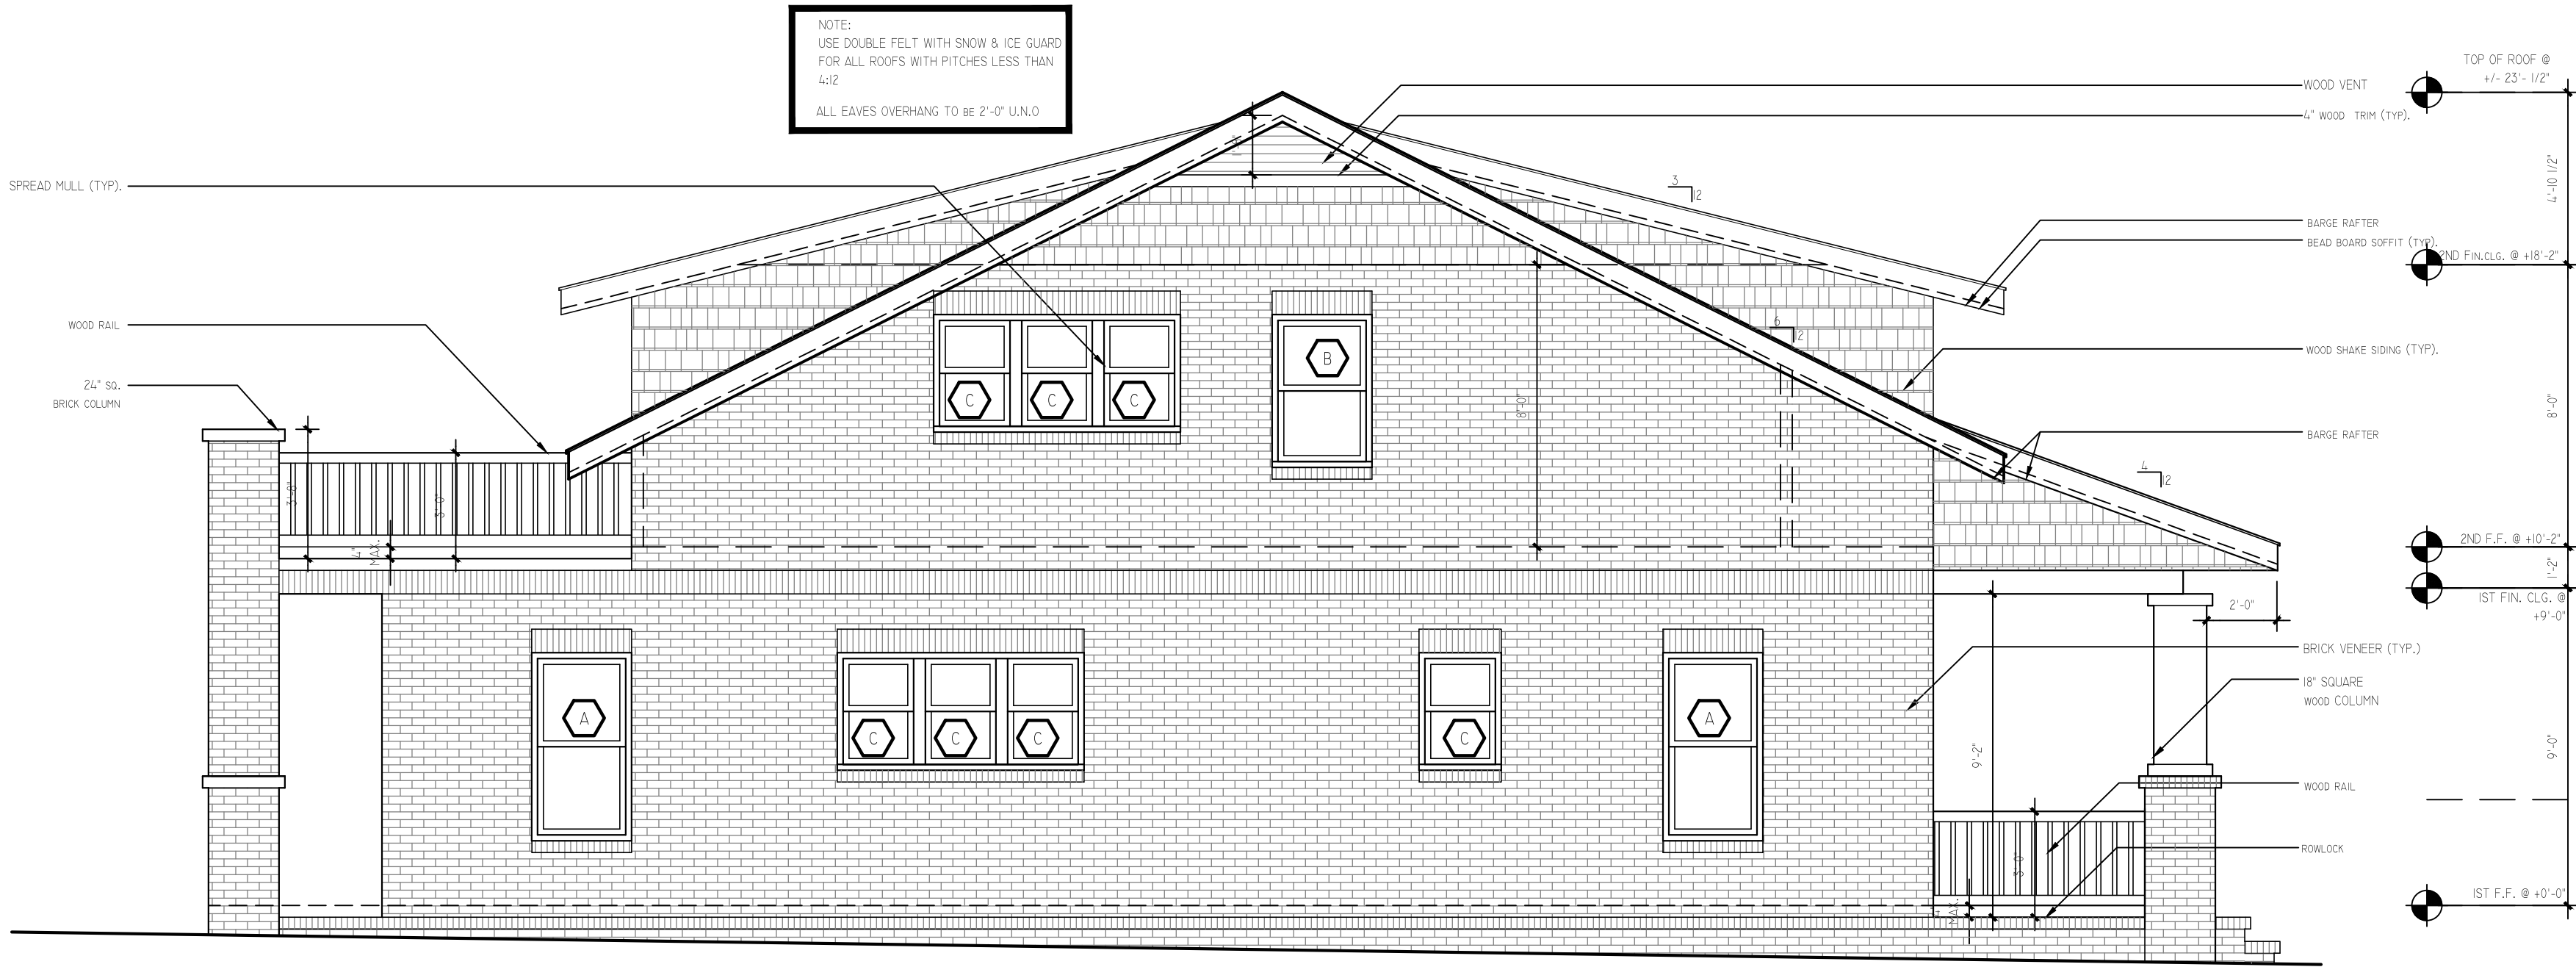 NOTE:
USE DOUBLE FELT WITH SNOW & ICE GUARD
FOR ALL ROOFS WITH PITCHES LESS THAN
4:12
ALL EAVES OVERHANG TO BE 2'-0" U.N.O
SPREAD MULL (TYP).
WOOD RAIL
24" SQ.
BRICK COLUMN
3'-8"
3'-0"
4"
MAX.
3
12
6
12
4
12
8'-0"
C
C
C
B
A
C
C
C
C
A
9'-2"
2'-0"
3'-0"
MAX.
WOOD VENT
4" WOOD TRIM (TYP).
BARGE RAFTER
BEAD BOARD SOFFIT (TYP).
WOOD SHAKE SIDING (TYP).
BARGE RAFTER
BRICK VENEER (TYP.)
18" SQUARE
WOOD COLUMN
WOOD RAIL
ROWLOCK
TOP OF ROOF @
+/- 23'- 1/2"
4'-10 1/2"
2ND FIN.CLG. @ +18'-2"
8'-0"
2ND F.F. @ +10'-2"
1'-2"
1ST FIN. CLG. @
+9'-0"
9'-0"
1ST F.F. @ +0'-0"